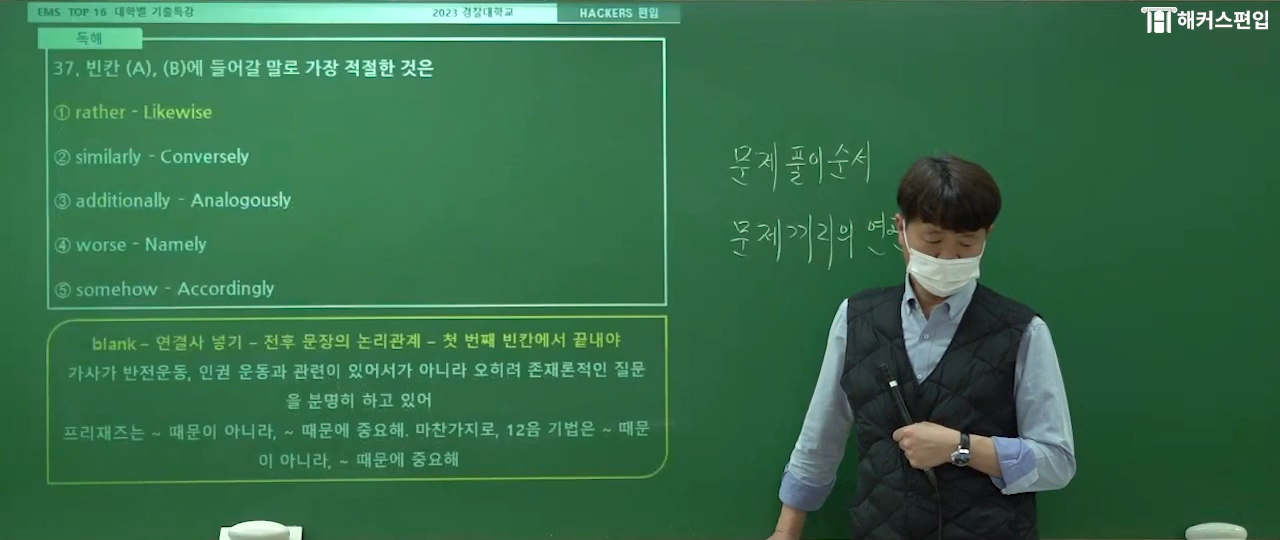 EMS TOP 16 대학별 기출특강
2023 경찰대학교
HACKERS 편입
해커스편입
독해
37. 빈칸 (A), (B)에 들어갈 말로 가장 적절한 것은
① rather - Likewise
② similarly - Conversely
③ additionally - Analogously
④ worse - Namely
⑤ somehow - Accordingly
blank – 연결사 넣기 – 전후 문장의 논리관계 – 첫 번째 빈칸에서 끝내야
가사가 반전운동, 인권 운동과 관련이 있어서가 아니라 오히려 존재론적인 질문
을 분명히 하고 있어
프리재즈는 ~ 때문이 아니라, ~ 때문에 중요해. 마찬가지로, 12음 기법은 ~ 때문
이 아니라, ~ 때문에 중요해
문제 풀이 순서
문제거리의